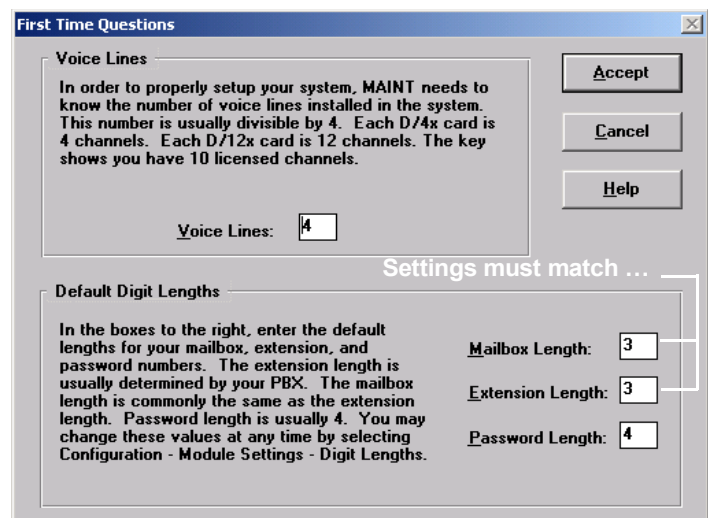 First Time Questions
Voice Lines
In order to properly setup your system, MAINT needs to
know the number of voice lines installed in the system.
This number is usually divisible by 4. Each D/4x card is
4 channels. Each D/12x card is 12 channels. The key
shows you have 10 licensed channels.
Voice Lines: 4
Accept
Cancel
Help
Settings must match ...
Default Digit Lengths
In the boxes to the right, enter the default
lengths for your mailbox, extension, and
password numbers. The extension length is
usually determined by your PBX. The mailbox
length is commonly the same as the extension
length. Password length is usually 4. You may
change these values at any time by selecting
Configuration - Module Settings - Digit Lengths.
Mailbox Length: 3
Extension Length: 3
Password Length: 4